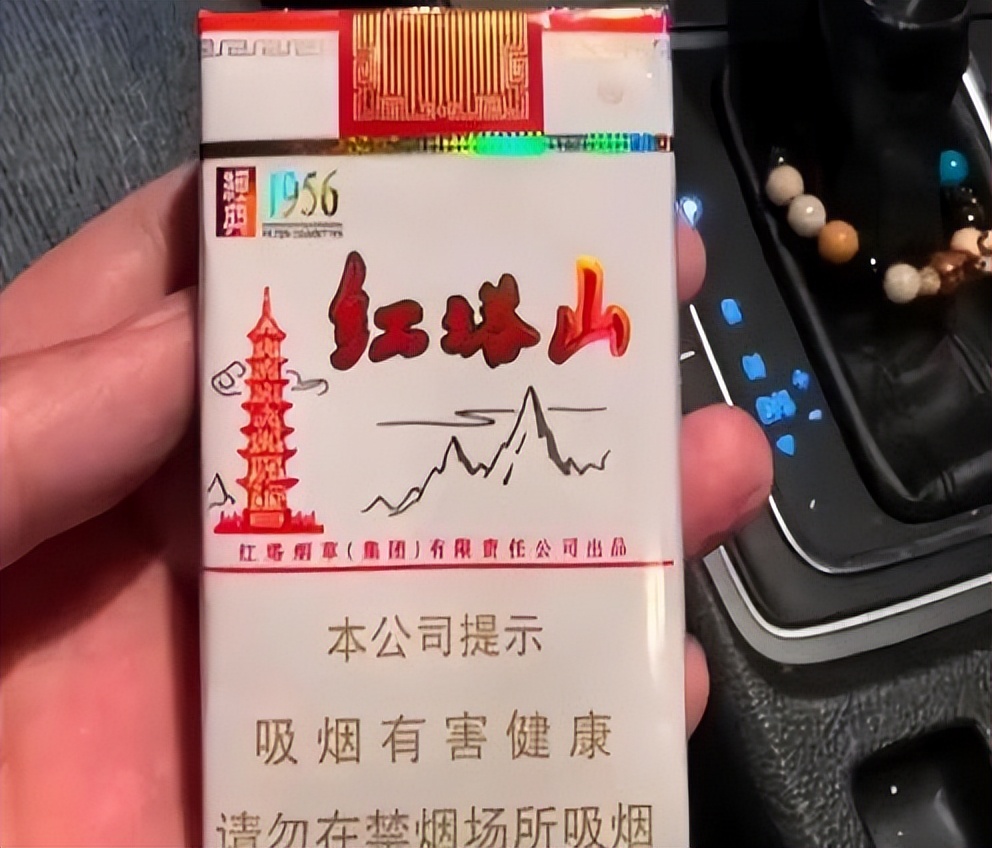 经典 1956
红塔山
红塔烟草(集团)有限责任公司出品
本公司提示
吸烟有害健康
请勿在禁烟场所吸烟